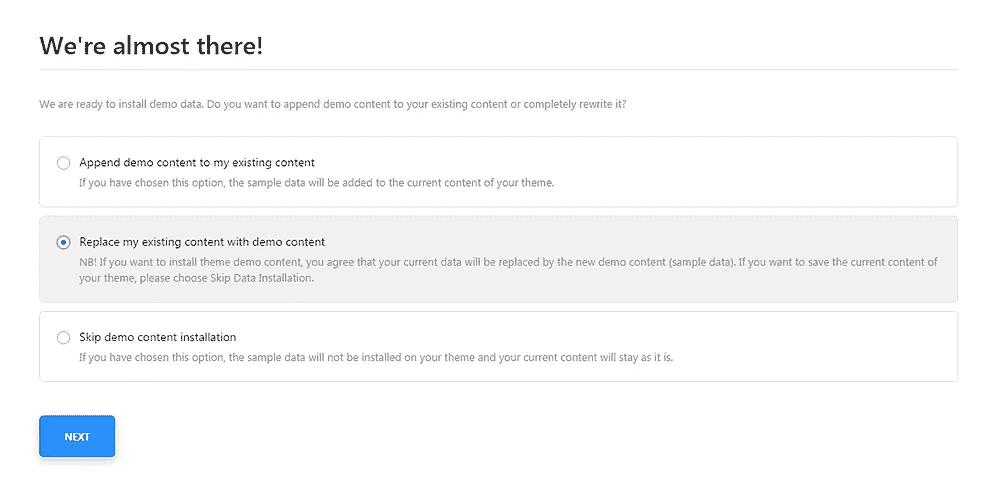 We're almost there!
We are ready to install demo data. Do you want to append demo content to your existing content or completely rewrite it?
Append demo content to my existing content
If you have chosen this option, the sample data will be added to the current content of your theme.
Replace my existing content with demo content
NB! If you want to install theme demo content, you agree that your current data will be replaced by the new demo content (sample data). If you want to save the current content of
your theme, please choose Skip Data Installation.
Skip demo content installation
If you have chosen this option, the sample data will not be installed on your theme and your current content will stay as it is.
NEXT